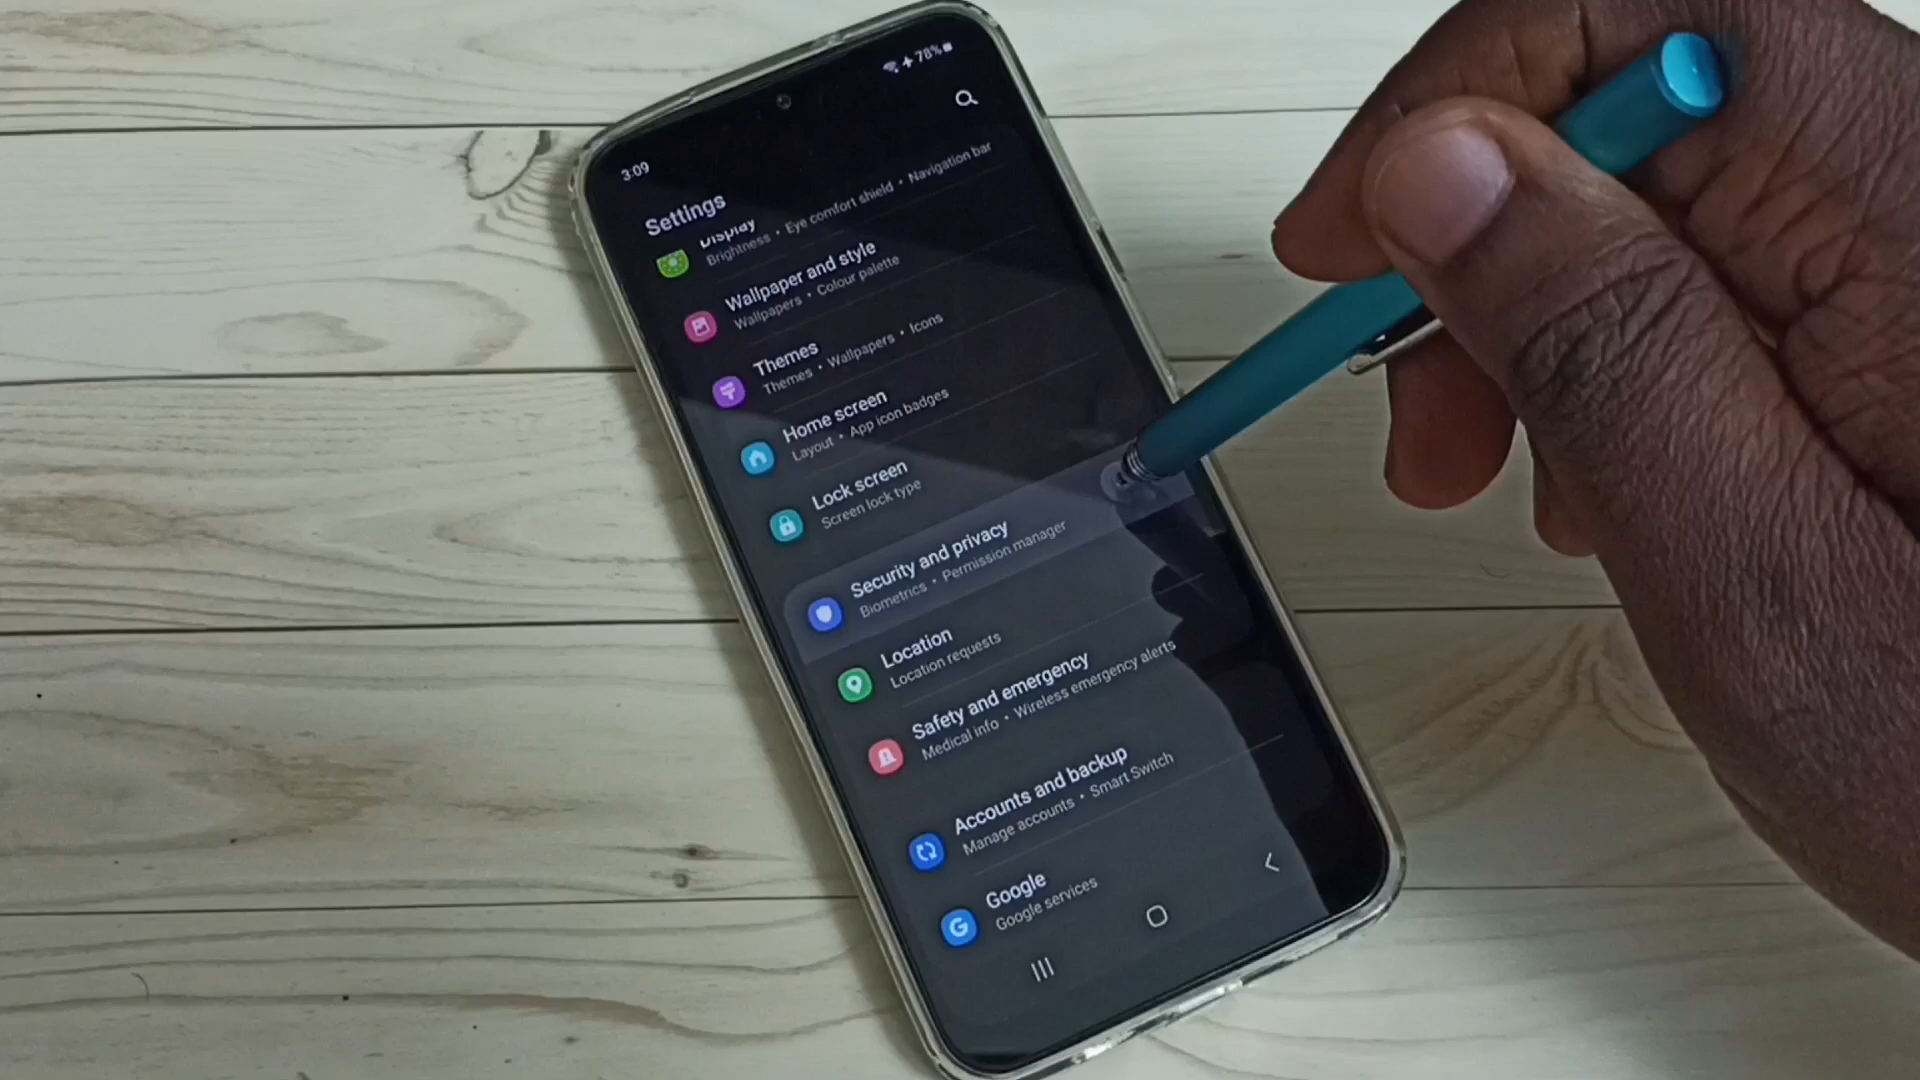 3:09
78%
Settings
Display
Brightness • Eye comfort shield • Navigation bar
Wallpaper and style
Wallpapers • Colour palette
Themes
Themes • Wallpapers • Icons
Home screen
Layout • App icon badges
Lock screen
Screen lock type
Security and privacy
Biometrics • Permission manager
Location
Location requests
Safety and emergency
Medical info • Wireless emergency alerts
Accounts and backup
Manage accounts • Smart Switch
Google
Google services